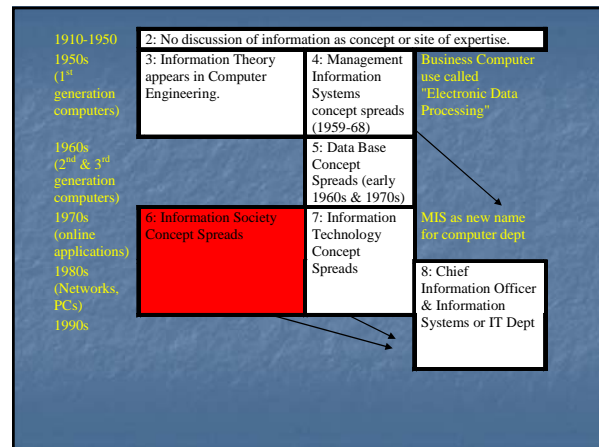 1910-1950
2: No discussion of information as concept or site of expertise.
1950s
(1st
generation
computers)
3: Information Theory
appears in Computer
Engineering.
4: Management
Information
Systems
concept spreads
(1959-68)
Business Computer
use called
"Electronic Data
Processing"
1960s
(2nd & 3rd
generation
computers)
5: Data Base
Concept
Spreads (early
1960s & 1970s)
1970s
(online
applications)
6: Information Society
Concept Spreads
7: Information
Technology
Concept
Spreads
MIS as new name
for computer dept
1980s
(Networks,
PCs)
8: Chief
Information Officer
& Information
Systems or IT Dept
1990s